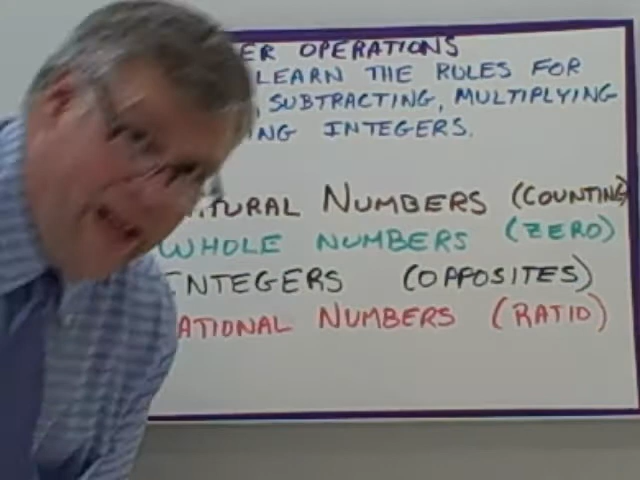 ER OPERATIONS
LEARN THE RULES FOR
, SUBTRACTING, MULTIPLYING
NG INTEGERS.
TURAL NUMBERS (COUNTING)
WHOLE NUMBERS (ZERO)
INTEGERS (OPPOSITES)
ATIONAL NUMBERS (RATIO)